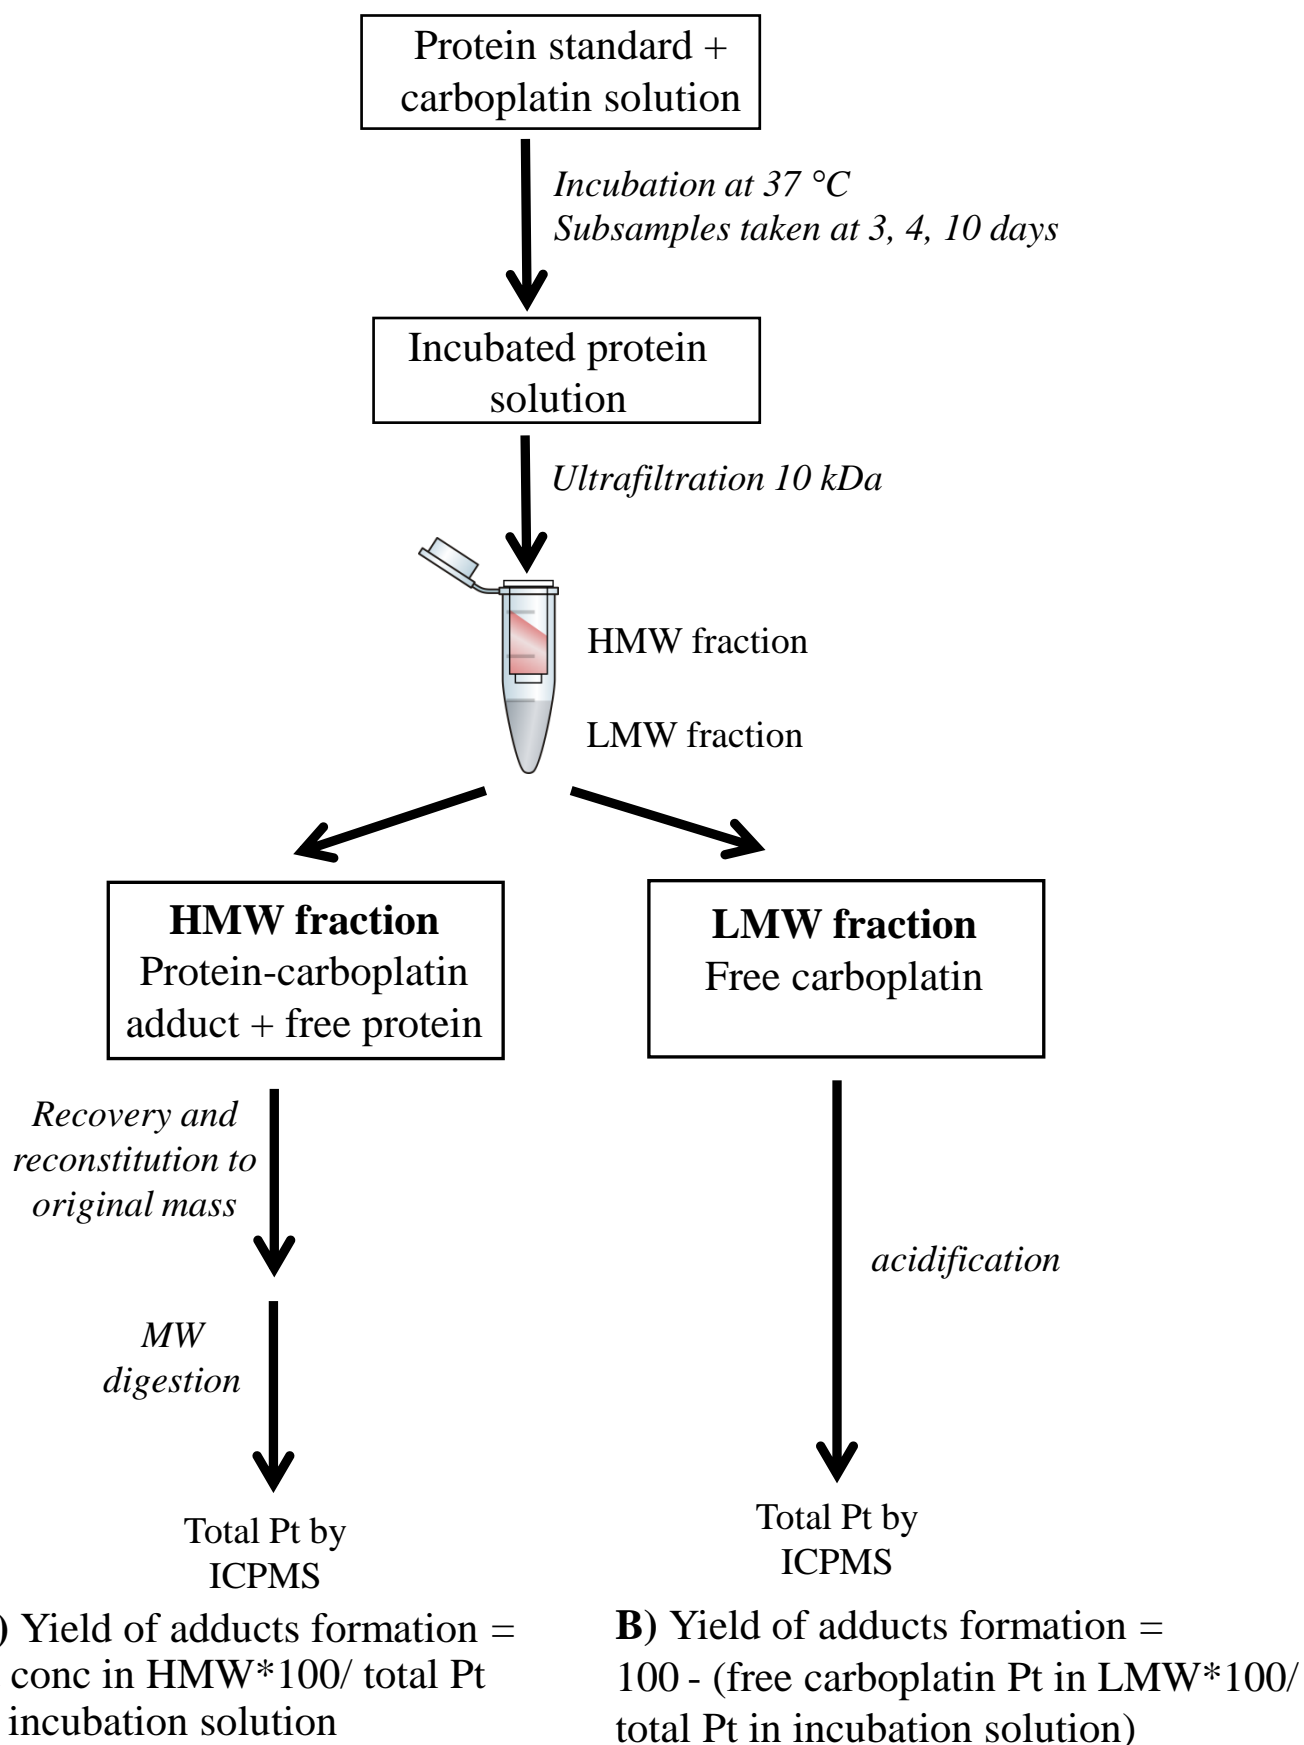 Protein standard +
carboplatin solution
Incubation at 37 °C
Subsamples taken at 3, 4, 10 days
Incubated protein
solution
Ultrafiltration 10 kDa
HMW fraction
LMW fraction
HMW fraction
Protein-carboplatin
adduct + free protein
LMW fraction
Free carboplatin
Recovery and
reconstitution to
original mass
acidification
MW
digestion
Total Pt by
ICPMS
Total Pt by
ICPMS
) Yield of adducts formation =
conc in HMW*100/ total Pt
incubation solution
B) Yield of adducts formation =
100 - (free carboplatin Pt in LMW*100/
total Pt in incubation solution)